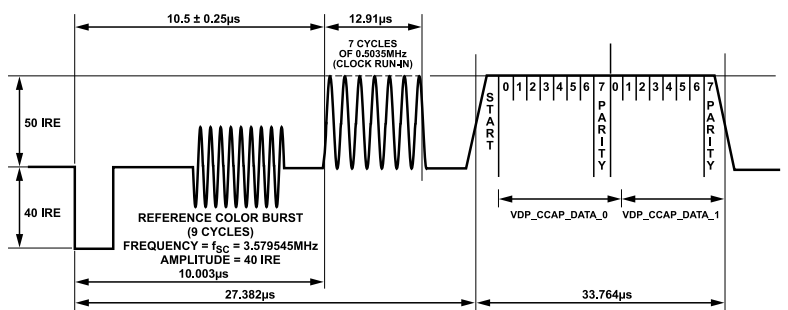 10.5 ± 0.25µs
12.91µs
7 CYCLES
OF 0.5035MHz
(CLOCK RUN-IN)
50 IRE
40 IRE
START
0 1 2 3 4 5 6 7 0 1 2 3 4 5 6 7
PARITY
PARITY
VDP_CCAP_DATA_0
VDP_CCAP_DATA_1
REFERENCE COLOR BURST
(9 CYCLES)
FREQUENCY = fSC = 3.579545MHz
AMPLITUDE = 40 IRE
10.003µs
27.382µs
33.764µs